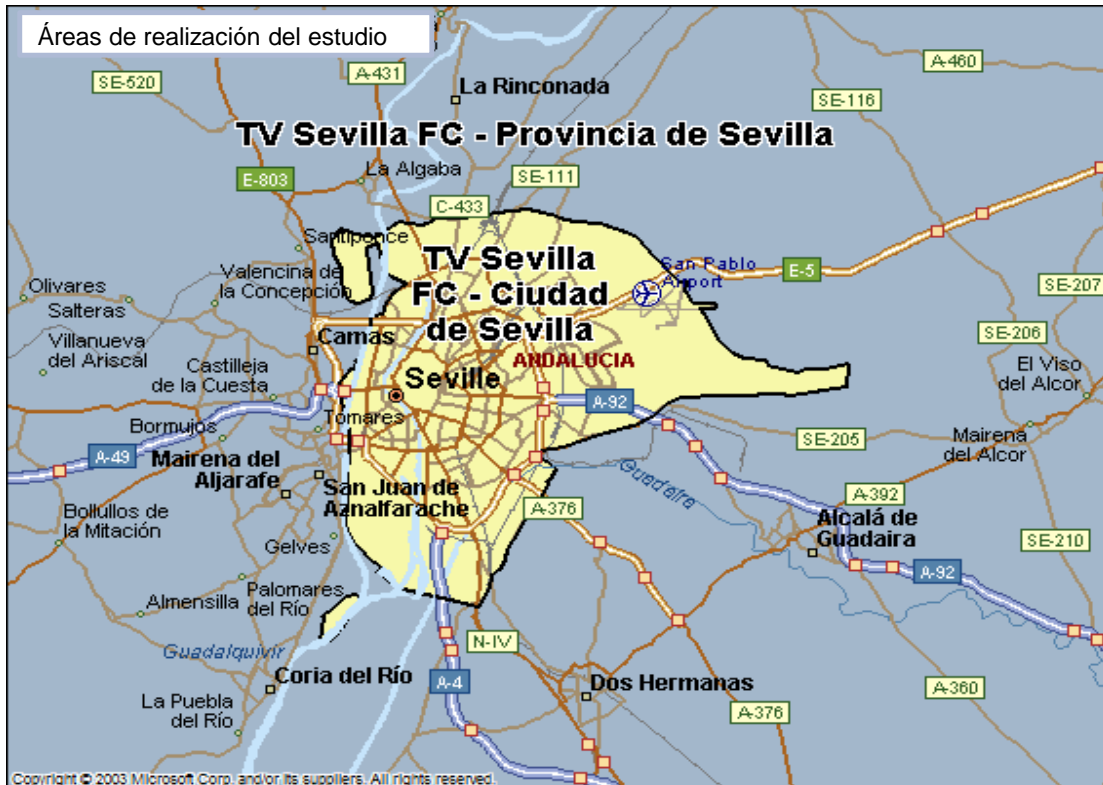 Áreas de realización del estudio
SE-520
A-431
A-460
La Rinconada
SE-116
TV Sevilla FC - Provincia de Sevilla
La Algaba
E-803
SE-111
C-433
Santiponce
TV Sevilla
FC - Ciudad
de Sevilla
San Pablo
Airport
E-5
Valencina de
la Concepción
Olivares
Salteras
SE-207
Villanueva
del Ariscál
Camas
SE-206
ANDALUCIA
Castilleja
de la Cuesta
Seville
El Viso
del Alcor
A-92
Tomares
Bormujos
SE-205
Mairena
del Alcor
A-49
Mairena del
Aljarafe
San Juan de
Aznalfarache
Guadaíra
A-392
A-376
Bollullos de
la Mitación
Alcalá de
Guadaira
Gelves
SE-210
A-92
Palomares
del Río
Almensilla
Guadalquivir
N-IV
Coria del Río
A-4
Dos Hermanas
A-360
La Puebla
del Río
A-376
Copyright © 2003 Microsoft Corp. and/or its suppliers. All rights reserved.